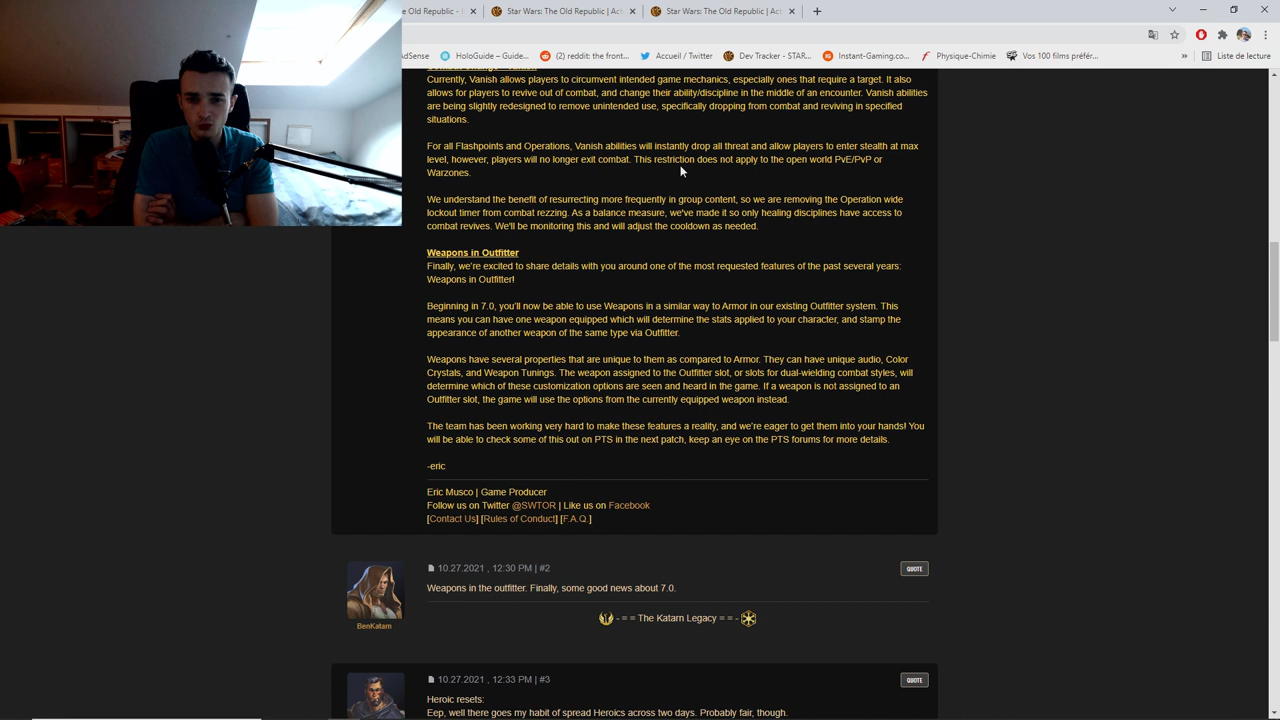 Old Republic -
Star Wars: The Old Republic | Act
Star Wars: The Old Republic | Act
AdSense
HoloGuide – Guide...
(2) reddit: the front...
Accueil / Twitter
Dev Tracker - STAR...
Instant-Gaming.co...
Physique-Chimie
Vos 100 films préfér...
Liste de lecture
Currently, Vanish allows players to circumvent intended game mechanics, especially ones that require a target. It also
allows for players to revive out of combat, and change their ability/discipline in the middle of an encounter. Vanish abilities
are being slightly redesigned to remove unintended use, specifically dropping from combat and reviving in specified
situations.
For all Flashpoints and Operations, Vanish abilities will instantly drop all threat and allow players to enter stealth at max
level, however, players will no longer exit combat. This restriction does not apply to the open world PvE/PvP or
Warzones.
We understand the benefit of resurrecting more frequently in group content, so we are removing the Operation wide
lockout timer from combat rezzing. As a balance measure, we've made it so only healing disciplines have access to
combat revives. We'll be monitoring this and will adjust the cooldown as needed.
Weapons in Outfitter
Finally, we're excited to share details with you around one of the most requested features of the past several years:
Weapons in Outfitter!
Beginning in 7.0, you'll now be able to use Weapons in a similar way to Armor in our existing Outfitter system. This
means you can have one weapon equipped which will determine the stats applied to your character, and stamp the
appearance of another weapon of the same type via Outfitter.
Weapons have several properties that are unique to them as compared to Armor. They can have unique audio, Color
Crystals, and Weapon Tunings. The weapon assigned to the Outfitter slot, or slots for dual-wielding combat styles, will
determine which of these customization options are seen and heard in the game. If a weapon is not assigned to an
Outfitter slot, the game will use the options from the currently equipped weapon instead.
The team has been working very hard to make these features a reality, and we're eager to get them into your hands! You
will be able to check some of this out on PTS in the next patch, keep an eye on the PTS forums for more details.
-eric
Eric Musco | Game Producer
Follow us on Twitter @SWTOR | Like us on Facebook
[Contact Us] [Rules of Conduct] [F.A.Q.]
10.27.2021 , 12:30 PM | #2
QUOTE
Weapons in the outfitter. Finally, some good news about 7.0.
- = = The Katarn Legacy = = -
BenKatarn
10.27.2021 , 12:33 PM | #3
QUOTE
Heroic resets:
Eep, well there goes my habit of spread Heroics across two days. Probably fair, though.